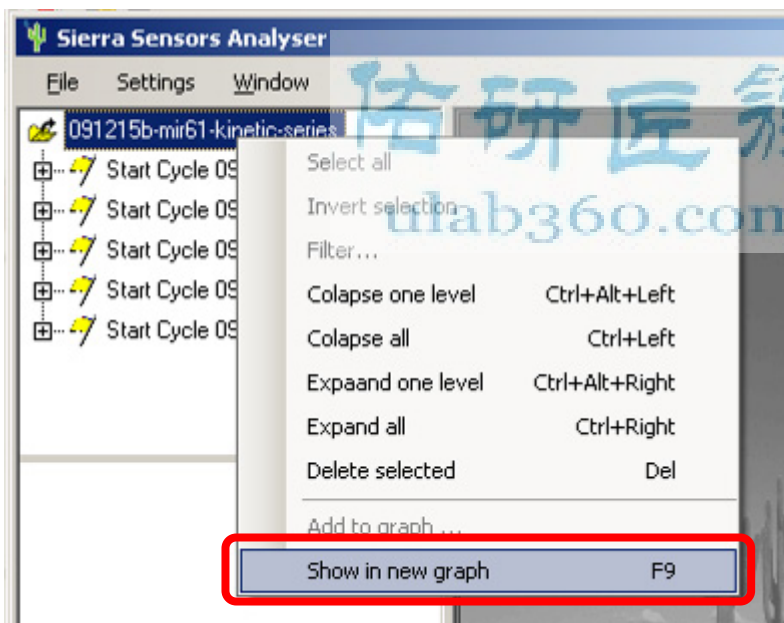 Sierra Sensors Analyser
File Settings Window
091215b-mir61-kinetic-series
Start Cycle 09
Start Cycle 09
Start Cycle 09
Start Cycle 09
Start Cycle 09
Select all
Invert selection
Filter...
Colapse one level Ctrl+Alt+Left
Colapse all Ctrl+Left
Expaand one level Ctrl+Alt+Right
Expand all Ctrl+Right
Delete selected Del
Add to graph ...
Show in new graph F9
佑研匠
ulab360.com